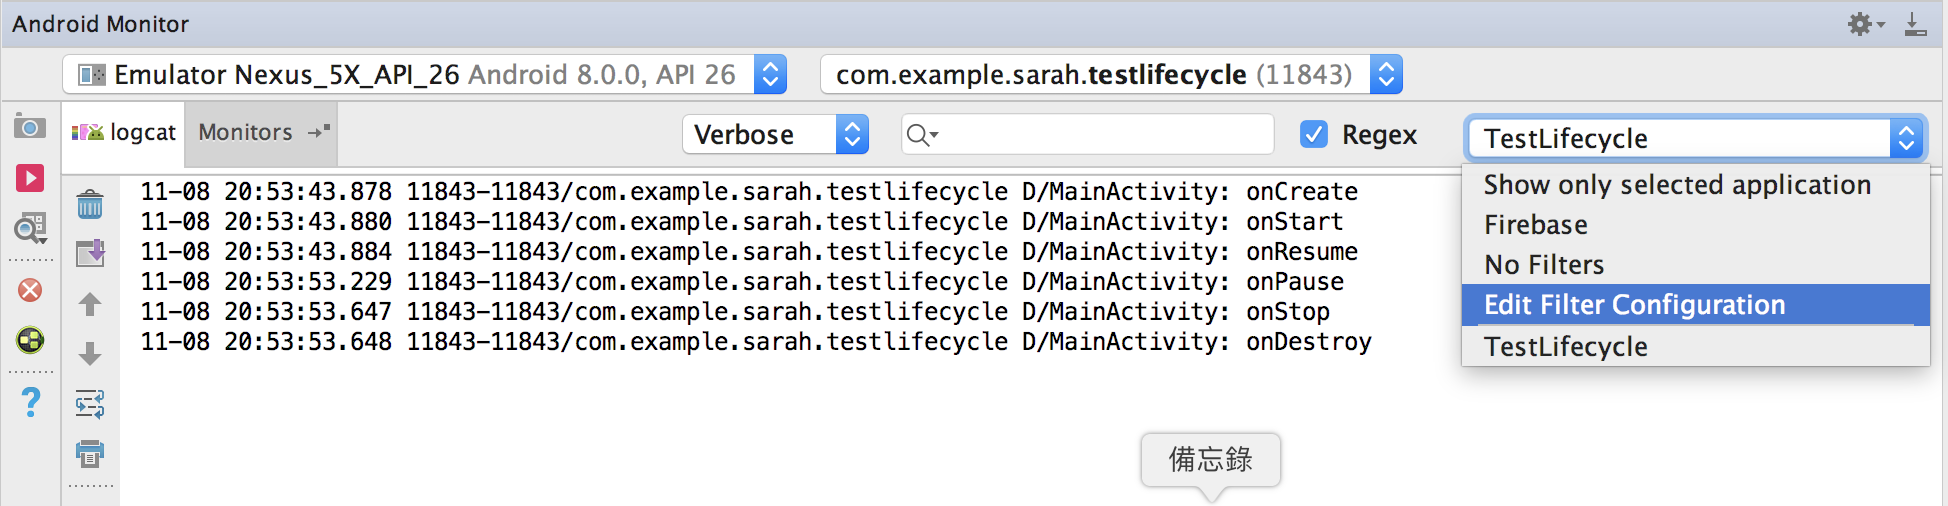 Android Monitor
Emulator Nexus_5X_API_26 Android 8.0.0, API 26
com.example.sarah.testlifecycle (11843)
logcat
Monitors
Verbose
Regex
TestLifecycle
Show only selected application
Firebase
No Filters
Edit Filter Configuration
TestLifecycle
11-08 20:53:43.878 11843-11843/com.example.sarah.testlifecycle D/MainActivity: onCreate
11-08 20:53:43.880 11843-11843/com.example.sarah.testlifecycle D/MainActivity: onStart
11-08 20:53:43.884 11843-11843/com.example.sarah.testlifecycle D/MainActivity: onResume
11-08 20:53:53.229 11843-11843/com.example.sarah.testlifecycle D/MainActivity: onPause
11-08 20:53:53.647 11843-11843/com.example.sarah.testlifecycle D/MainActivity: onStop
11-08 20:53:53.648 11843-11843/com.example.sarah.testlifecycle D/MainActivity: onDestroy
備忘錄